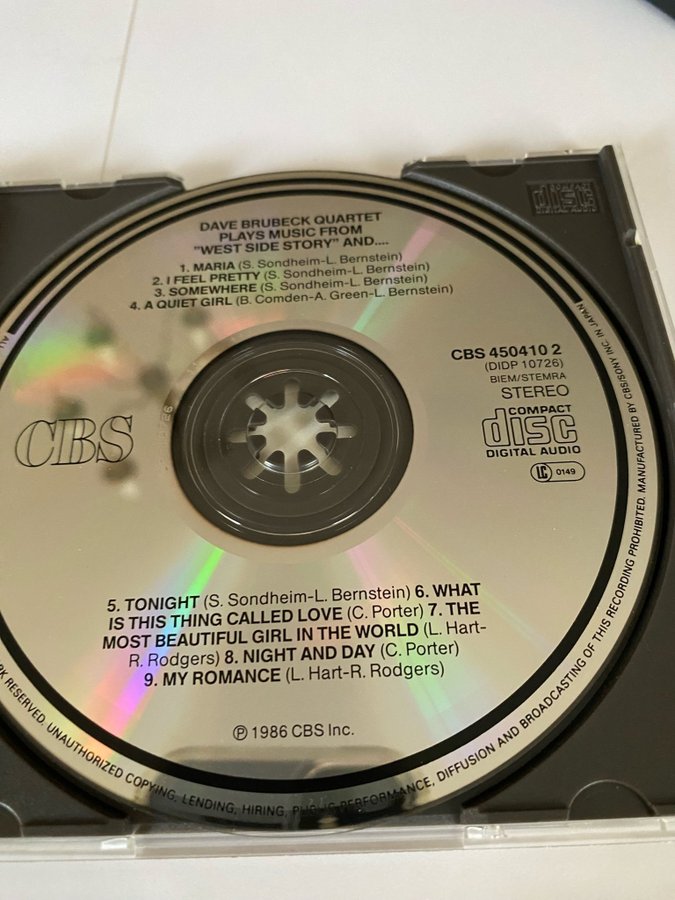 DAVE BRUBECK QUARTET
PLAYS MUSIC FROM
"WEST SIDE STORY" AND....
1. MARIA (S. Sondheim-L. Bernstein)
2. I FEEL PRETTY (S. Sondheim-L. Bernstein)
3. SOMEWHERE (S. Sondheim-L. Bernstein)
4. A QUIET GIRL (B. Comden-A. Green-L. Bernstein)
COMPACT
disc
DIGITAL AUDIO
CBS
CBS 450410 2
(DIDP 10726)
BIEM/STEMRA
STEREO
COMPACT
disc
DIGITAL AUDIO
LC 0149
5. TONIGHT (S. Sondheim-L. Bernstein) 6. WHAT
IS THIS THING CALLED LOVE (C. Porter) 7. THE
MOST BEAUTIFUL GIRL IN THE WORLD (L. Hart-
R. Rodgers) 8. NIGHT AND DAY (C. Porter)
9. MY ROMANCE (L. Hart-R. Rodgers)
℗ 1986 CBS Inc.
RESERVED. UNAUTHORIZED COPYING, LENDING, HIRING, PUBLIC PERFORMANCE, DIFFUSION AND BROADCASTING OF THIS RECORDING PROHIBITED. MANUFACTURED BY CBS/SONY INC. IN JAPAN